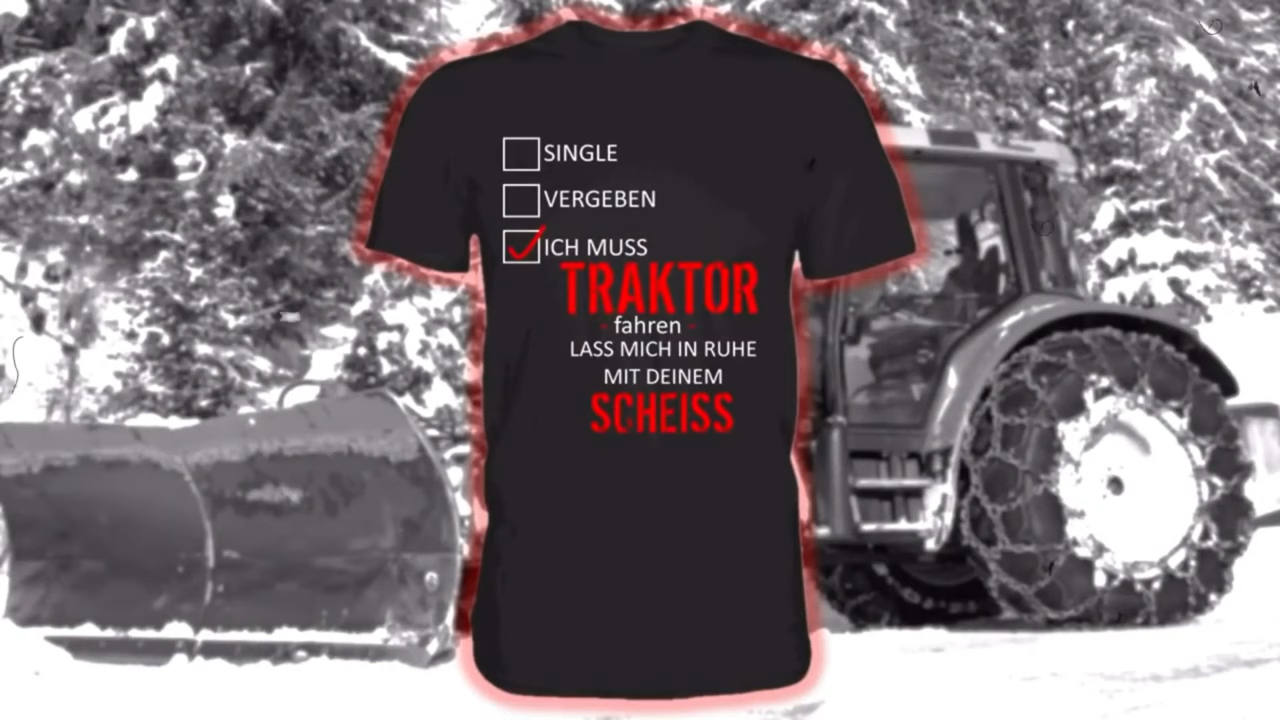 SINGLE
VERGEBEN
ICH MUSS
TRAKTOR
- fahren -
LASS MICH IN RUHE
MIT DEINEM
SCHEISS